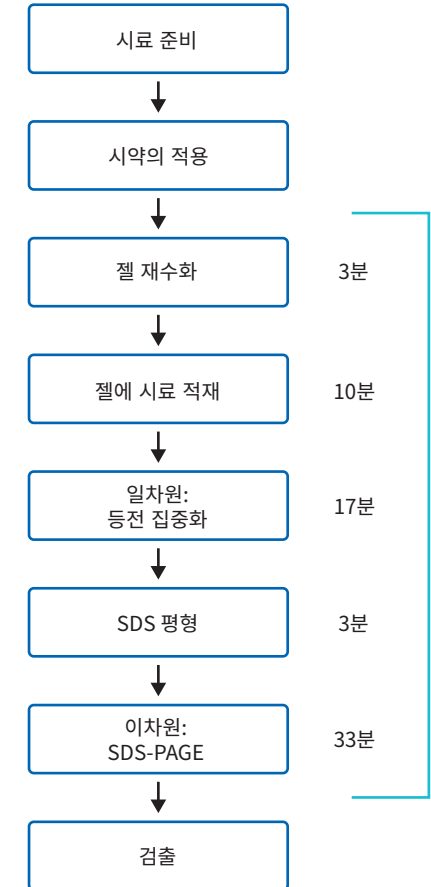 시료 준비
시약의 적용
젤 재수화
3분
젤에 시료 적재
10분
일차원:
등전 집중화
17분
SDS 평형
3분
이차원:
SDS-PAGE
33분
검출